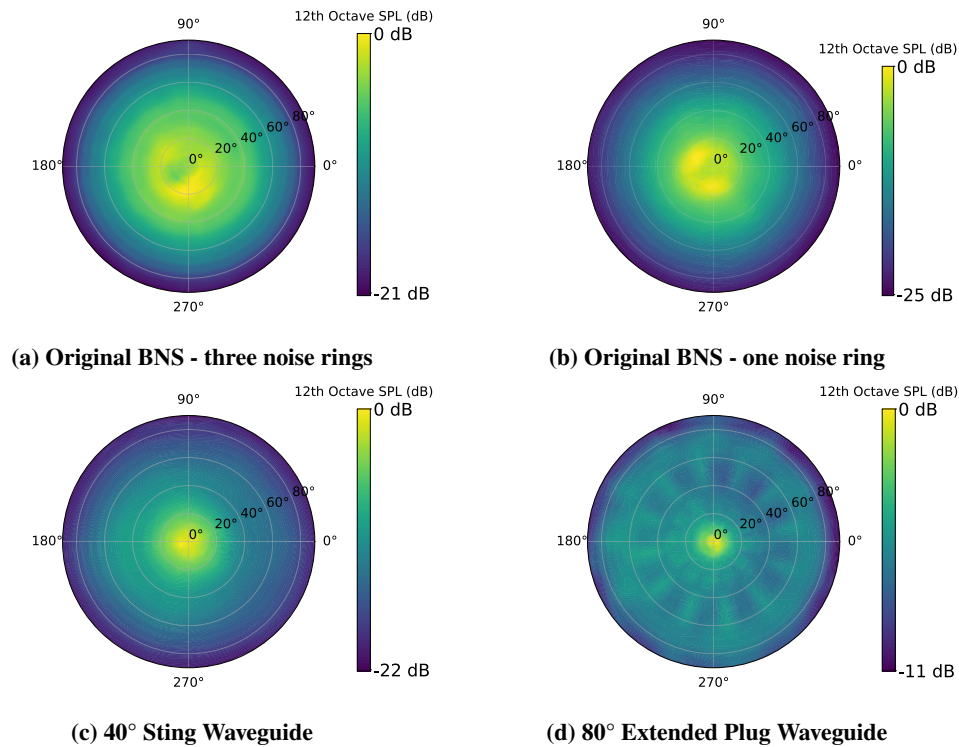 12th Octave SPL (dB)
90°
0 dB
80°
60°
40°
20°
0°
180°
0°
-21 dB
270°
(a) Original BNS - three noise rings
12th Octave SPL (dB)
90°
0 dB
80°
60°
40°
20°
0°
180°
0°
-25 dB
270°
(b) Original BNS - one noise ring
12th Octave SPL (dB)
90°
0 dB
80°
60°
40°
20°
0°
180°
0°
-22 dB
270°
(c) 40° Sting Waveguide
12th Octave SPL (dB)
90°
0 dB
80°
60°
40°
20°
0°
180°
0°
-11 dB
270°
(d) 80° Extended Plug Waveguide